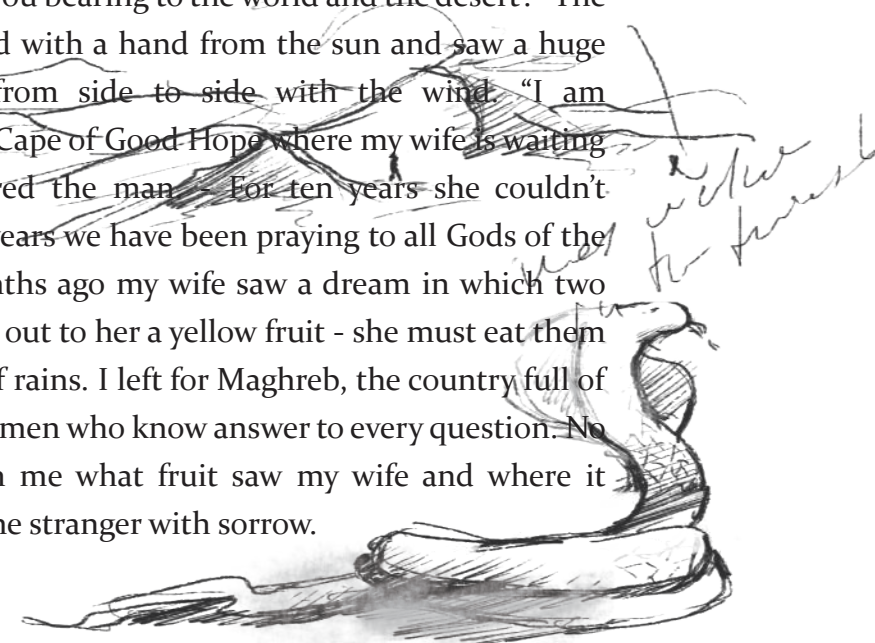 ou bearing to the world and the desert?" The
d with a hand from the sun and saw a huge
from side to side with the wind. “I am
Cape of Good Hope where my wife is waiting
red the man. - For ten years she couldn’t
ears we have been praying to all Gods of the
nths ago my wife saw a dream in which two
out to her a yellow fruit - she must eat them
f rains. I left for Maghreb, the country full of
men who know answer to every question. No
n me what fruit saw my wife and where it
he stranger with sorrow.